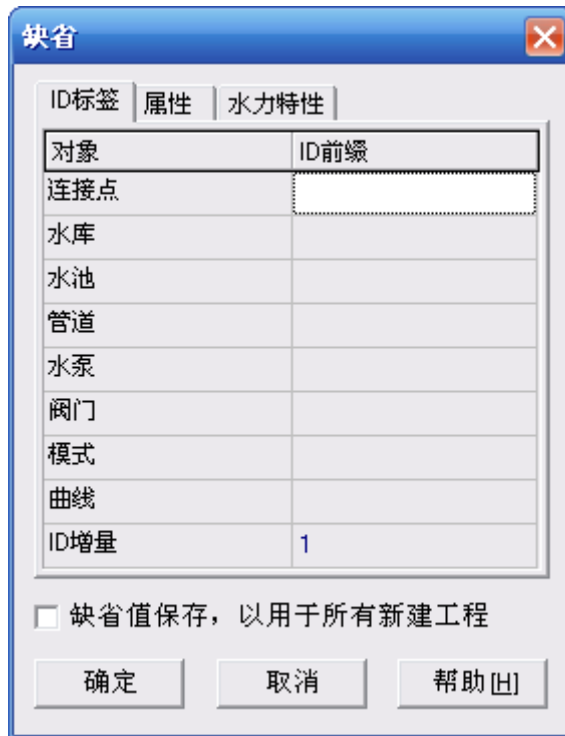 缺省
ID标签 属性 水力特性
对象 ID前缀
连接点
水库
水池
管道
水泵
阀门
模式
曲线
ID增量 1
缺省值保存，以用于所有新建工程
确定 取消 帮助[H]